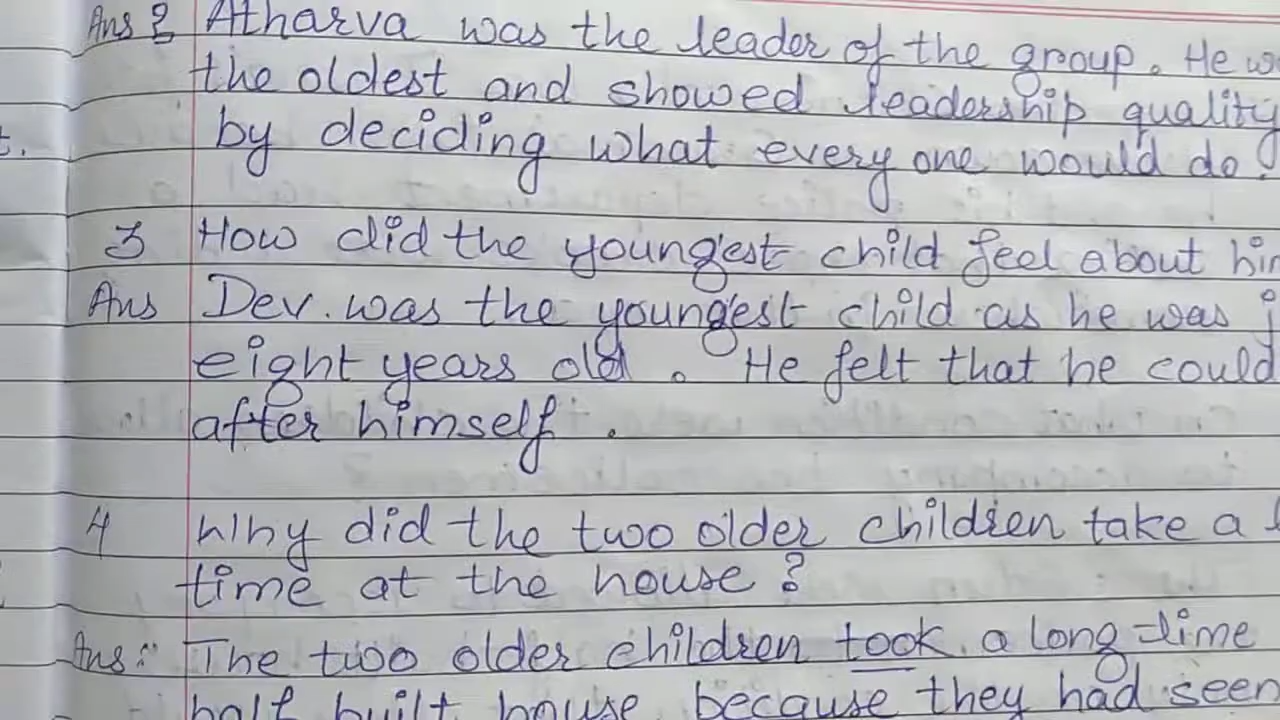 Ans 2 Atharva was the leader of the group. He
the oldest and showed leadership quality
by deciding what every one would do.
t.
3 How did the youngest child feel about
Ans Dev. was the youngest child as he was
eight years old. He felt that he could
after himself.
4 Why did the two older children take a
time at the house?
Ans: The two older children took a long time
half built house because they had seen